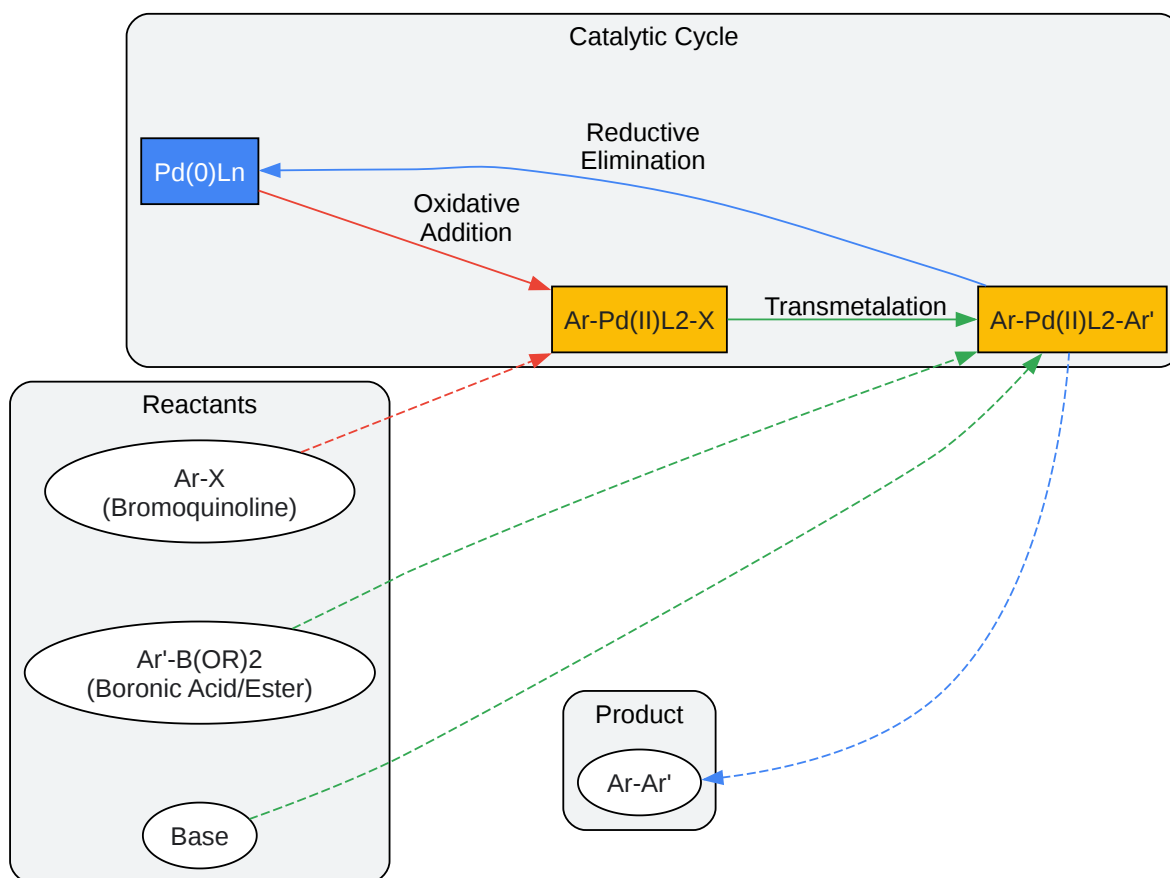 Catalytic Cycle
Reductive
Elimination
Pd(0)Ln
Oxidative
Addition
Ar-Pd(II)L2-X
Transmetalation
Ar-Pd(II)L2-Ar'
Reactants
Ar-X
(Bromoquinoline)
Ar'-B(OR)2
(Boronic Acid/Ester)
Base
Product
Ar-Ar'